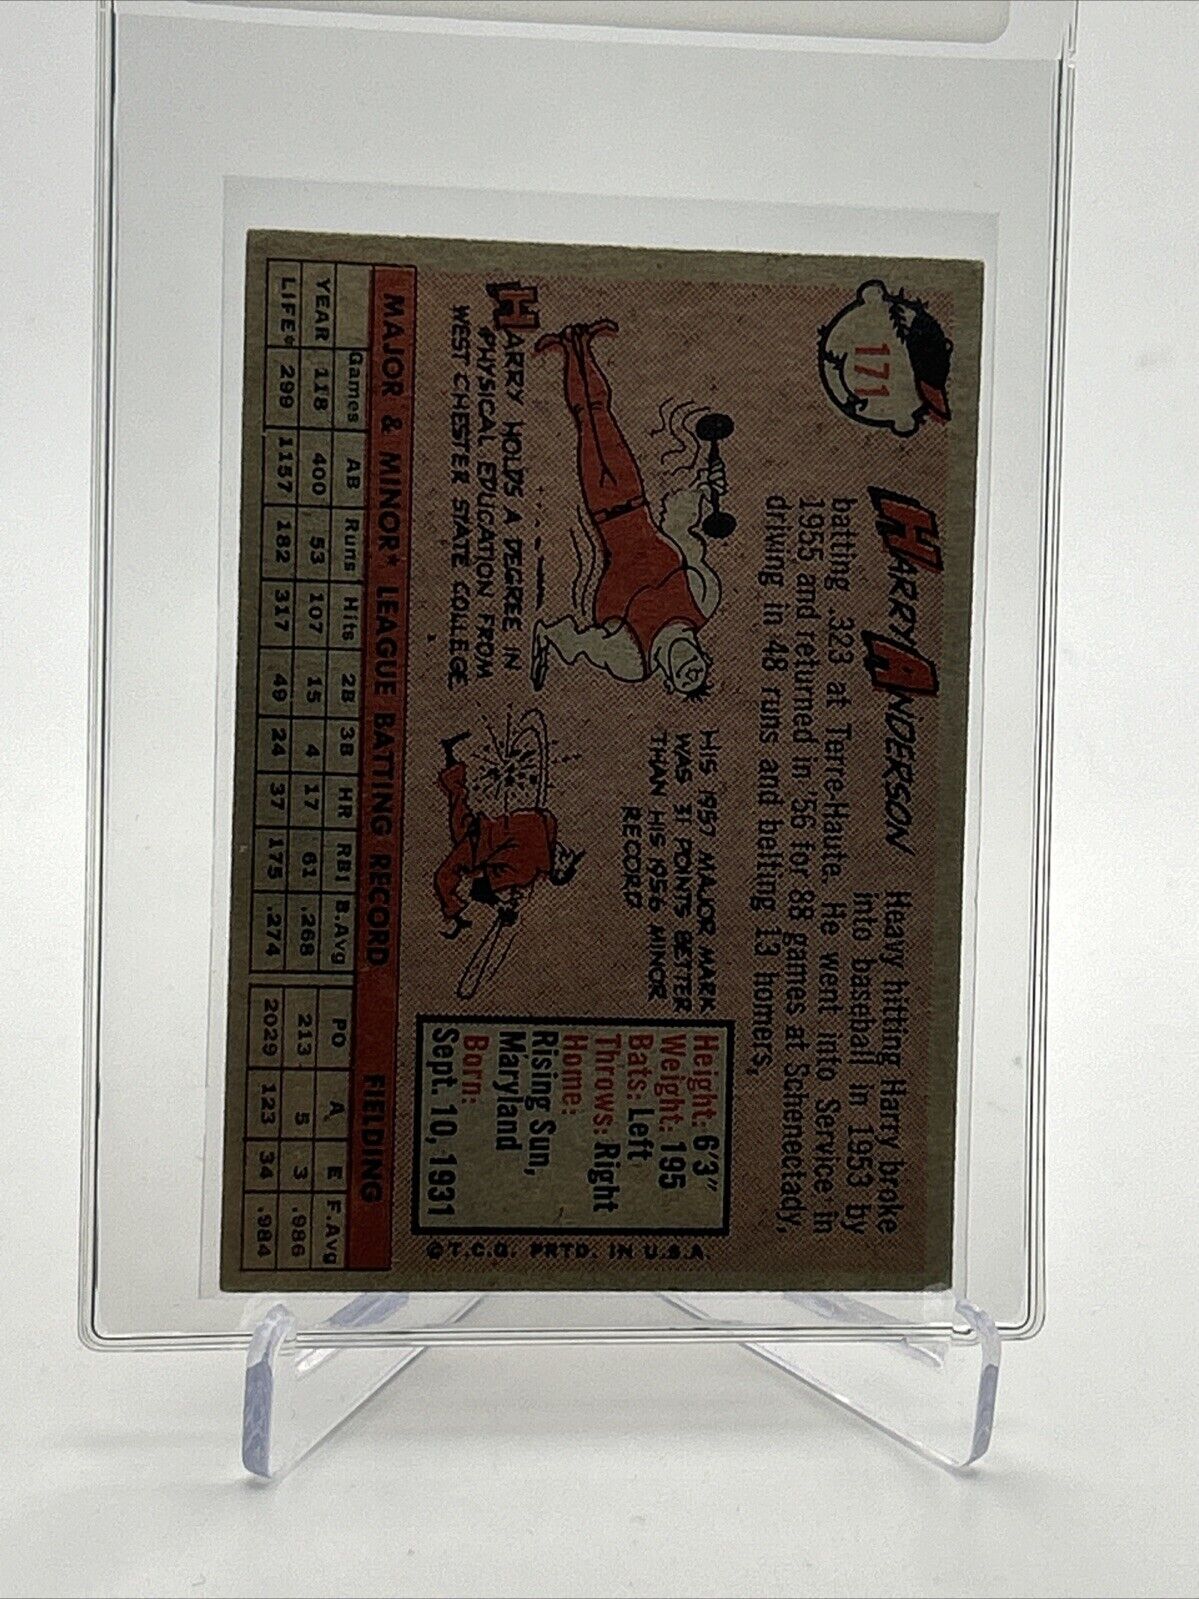 171
HARRY ANDERSON
Heavy hitting Harry broke
into baseball in 1953 by
batting .323 at Terre-Haute. He went into Service in
1955 and returned in '56 for 88 games at Schenectady,
driving in 48 runs and belting 13 homers,
HARRY HOLDS A DEGREE IN
PHYSICAL EDUCATION FROM
WEST CHESTER STATE COLLEGE
HIS 1957 MAJOR MARK
WAS 31 POINTS BETTER
THAN HIS 1956 MINOR
RECORD
Height: 6'3"
Weight: 195
Bats: Left
Throws: Right
Home:
Rising Sun,
Maryland
Born:
Sept. 10, 1931
© T.C.G. PRTD. IN U.S.A.
MAJOR & MINOR* LEAGUE BATTING RECORD FIELDING
Games AB Runs Hits 2B 3B HR RBI B.Avg PO A E F.Avg
YEAR 118 400 53 107 15 4 17 61 .268 213 5 3 .986
LIFE* 299 1157 182 317 49 24 37 175 .274 2029 123 34 .984